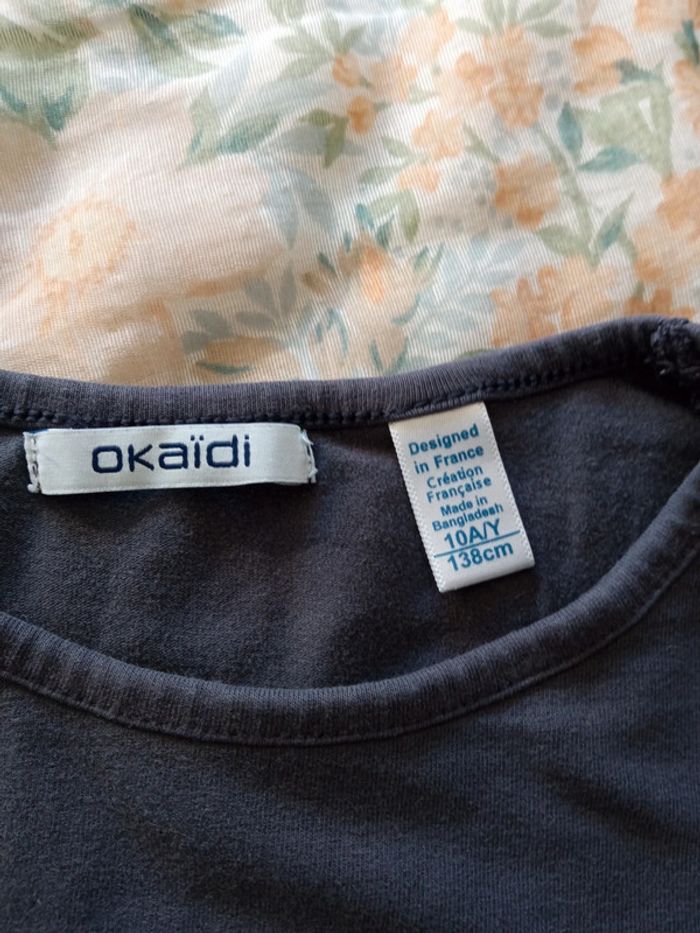 okaïdi
Designed
in France
Création
Française
Made in
Bangladesh
10A/Y
138cm